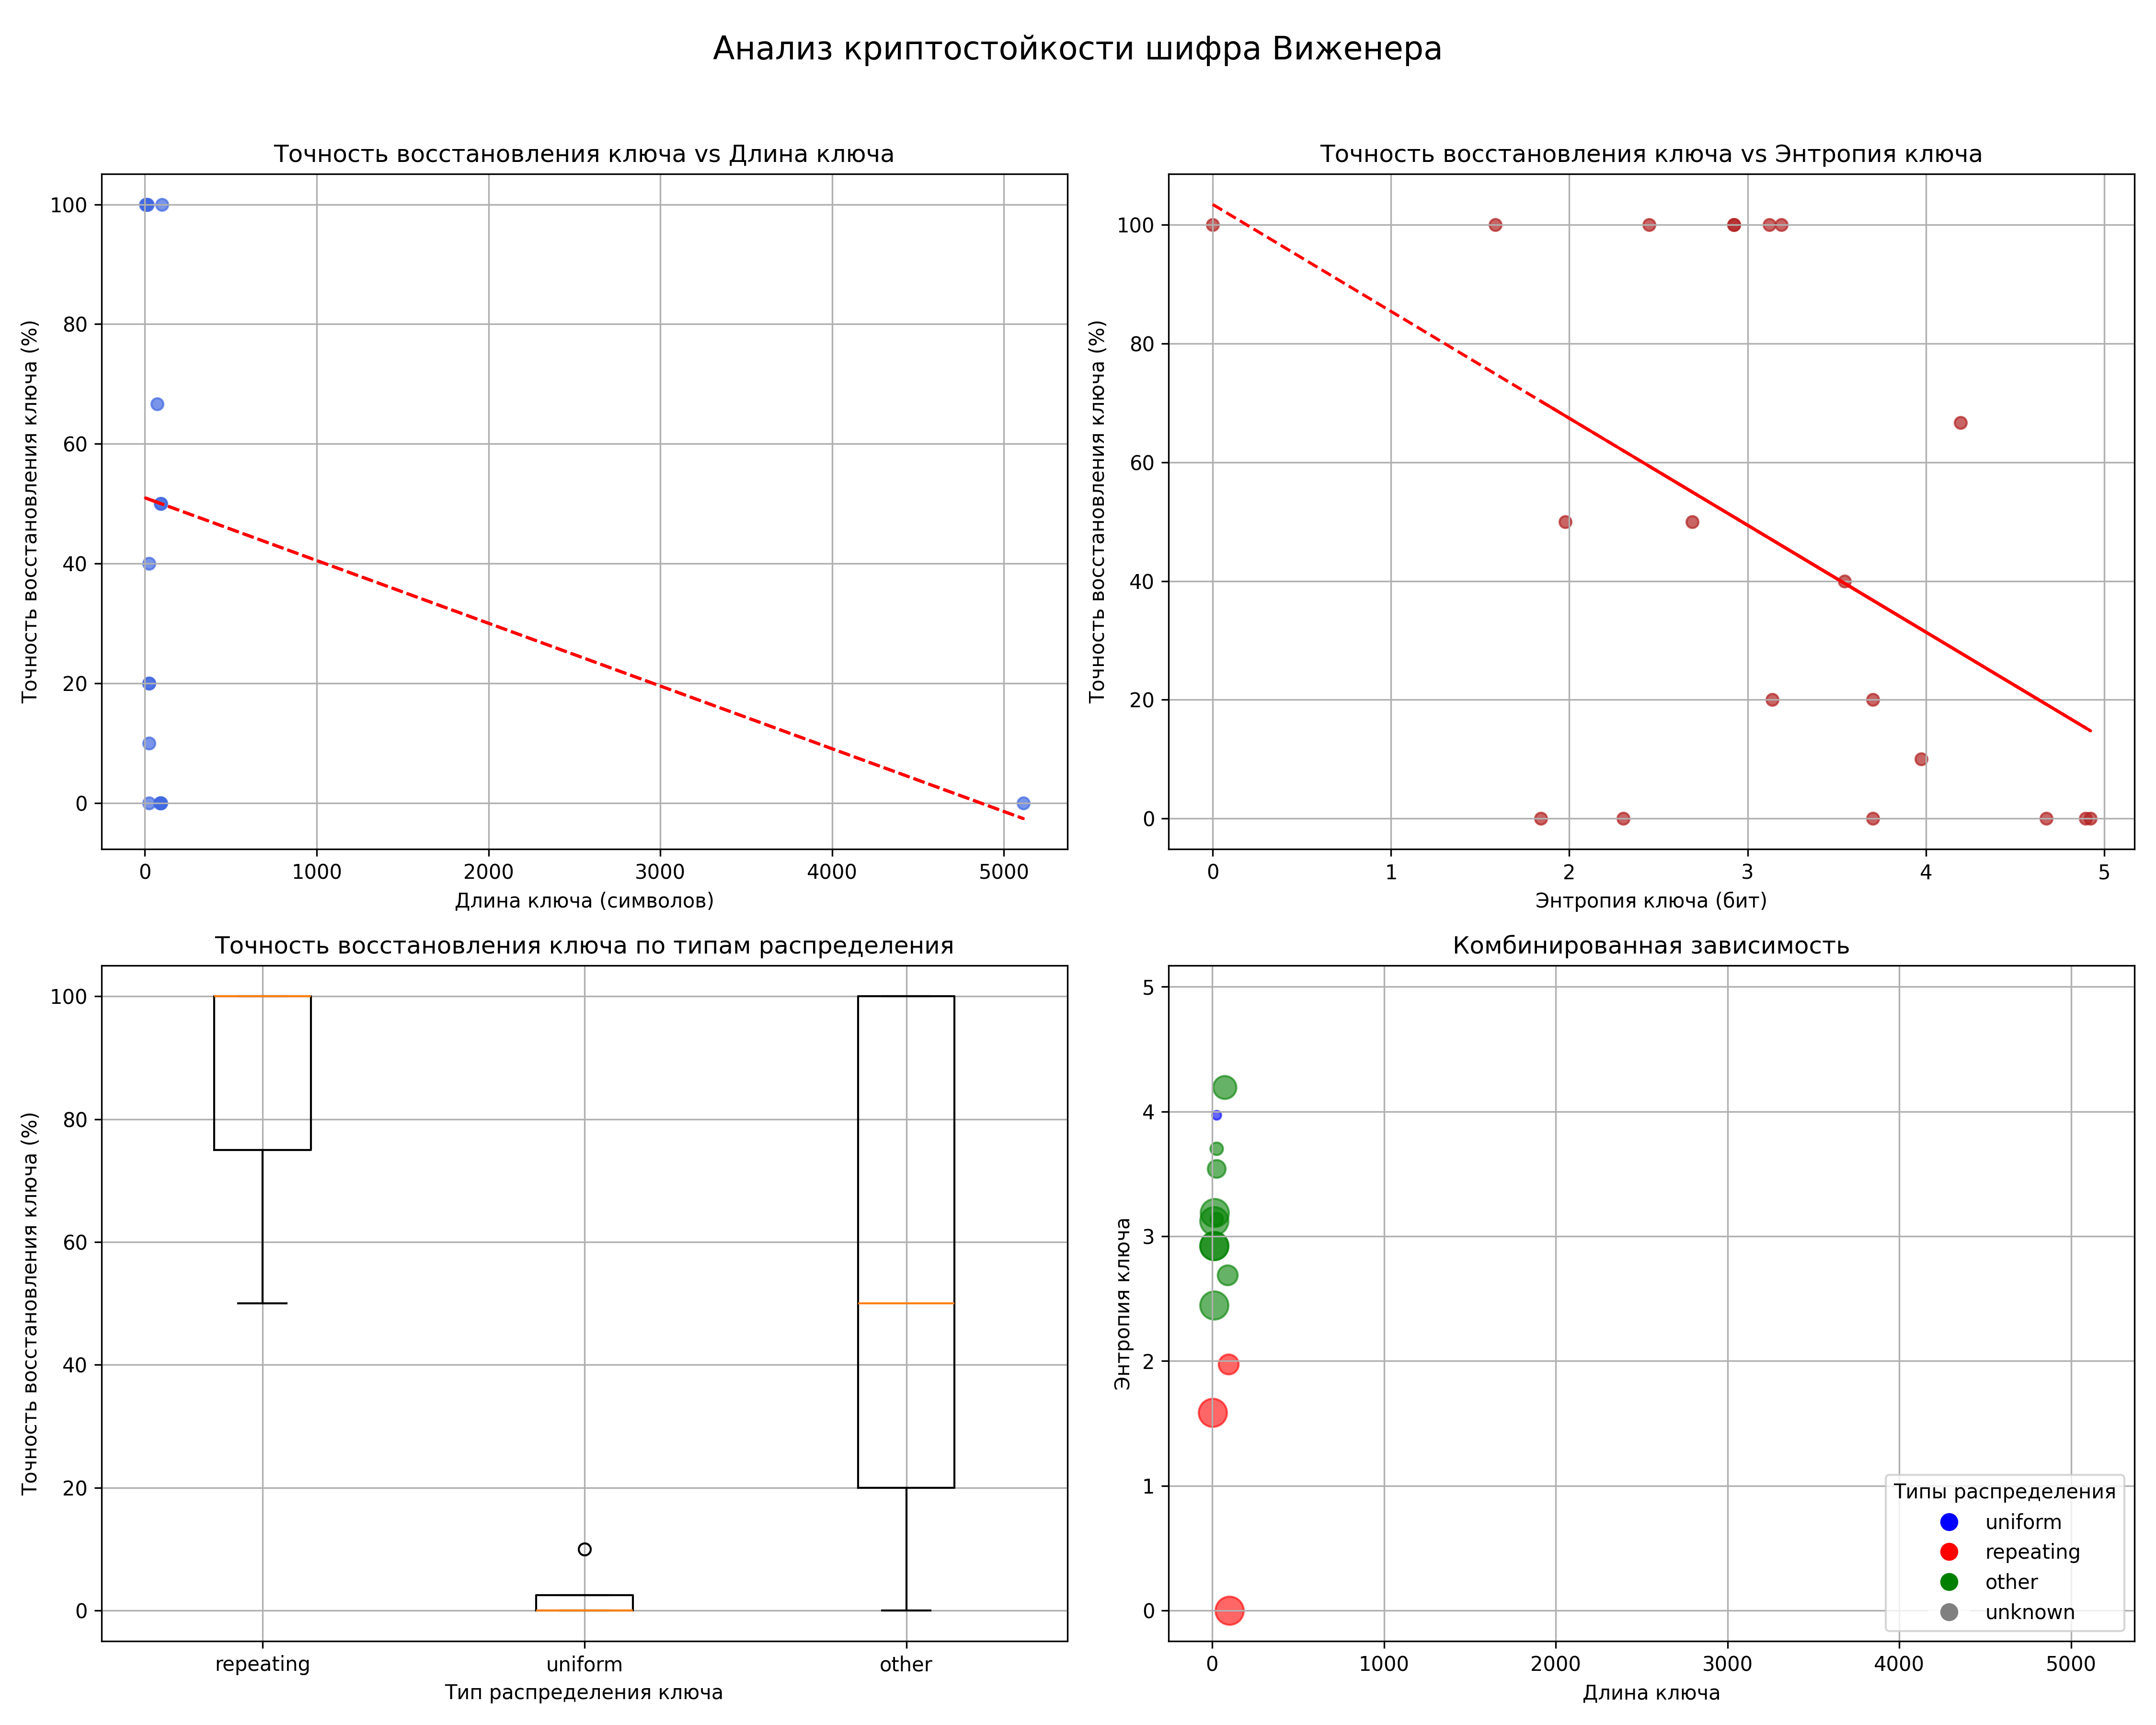 Анализ криптостойкости шифра Виженера
Точность восстановления ключа vs Длина ключа
Точность восстановления ключа (%)
100
80
60
40
20
0
0 1000 2000 3000 4000 5000
Длина ключа (символов)
Точность восстановления ключа vs Энтропия ключа
Точность восстановления ключа (%)
100
80
60
40
20
0
0 1 2 3 4 5
Энтропия ключа (бит)
Точность восстановления ключа по типам распределения
Точность восстановления ключа (%)
100
80
60
40
20
0
repeating uniform other
Тип распределения ключа
Комбинированная зависимость
Энтропия ключа
5
4
3
2
1
0
0 1000 2000 3000 4000 5000
Длина ключа
Типы распределения
uniform
repeating
other
unknown